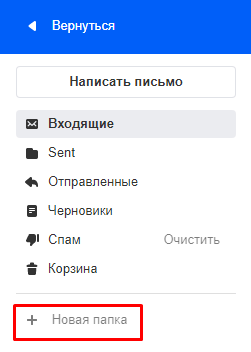 Вернуться
Написать письмо
Входящие
Sent
Отправленные
Черновики
Спам Очистить
Корзина
+ Новая папка